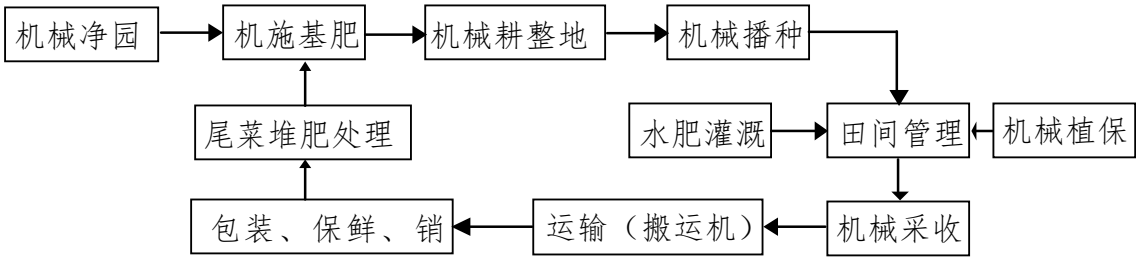 机械净园
机施基肥
机械耕整地
机械播种
尾菜堆肥处理
水肥灌溉
田间管理
机械植保
包装、保鲜、销
运输（搬运机）
机械采收